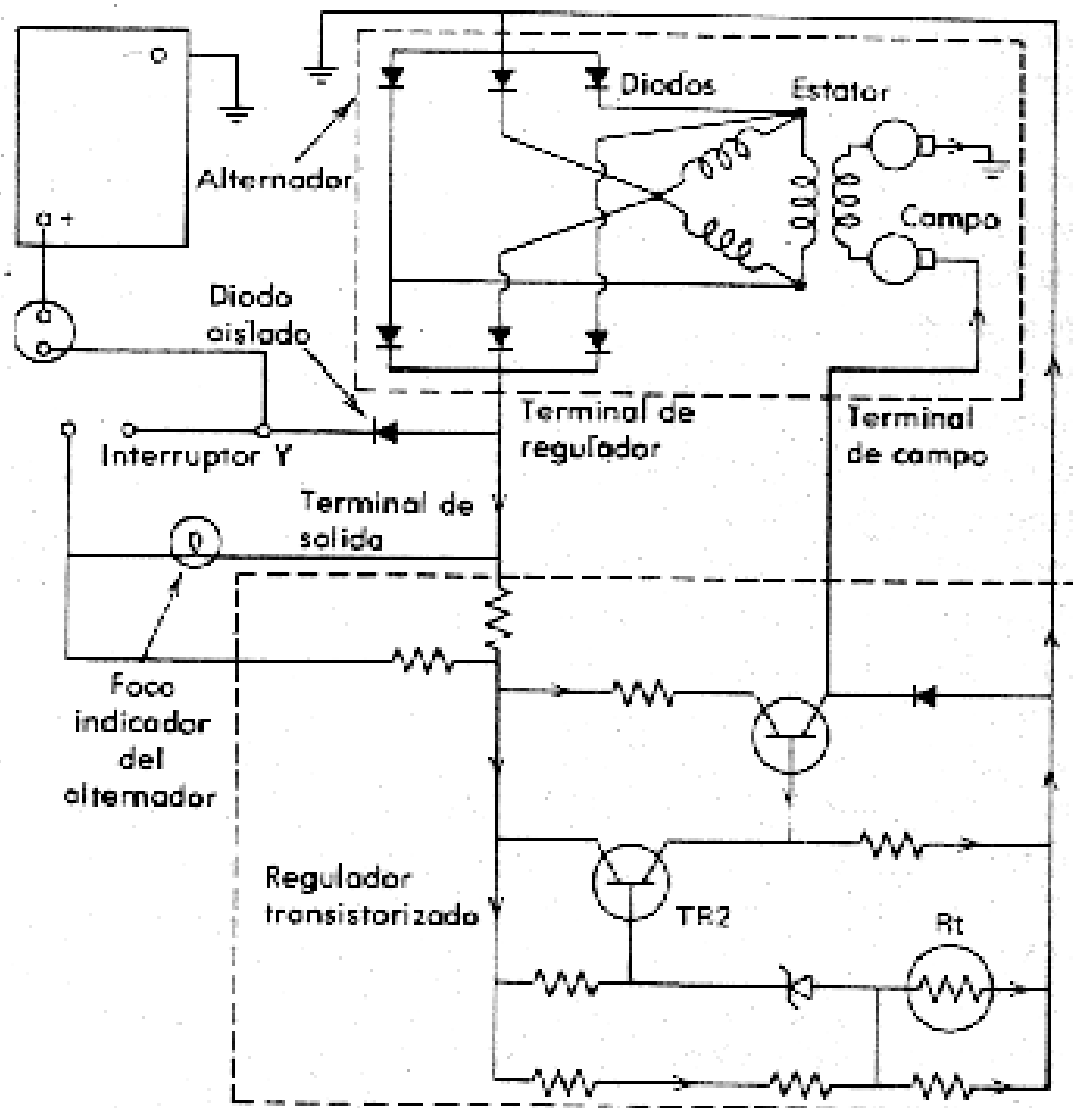 Diodos
Estator
Alternador
+
Campo
Diodo
aislado
Terminal de
regulador
Terminal
de campo
Interruptor Y
Terminal de
salida
Foco
indicador
del
alternador
Regulador
transistorizado
TR2
Rt